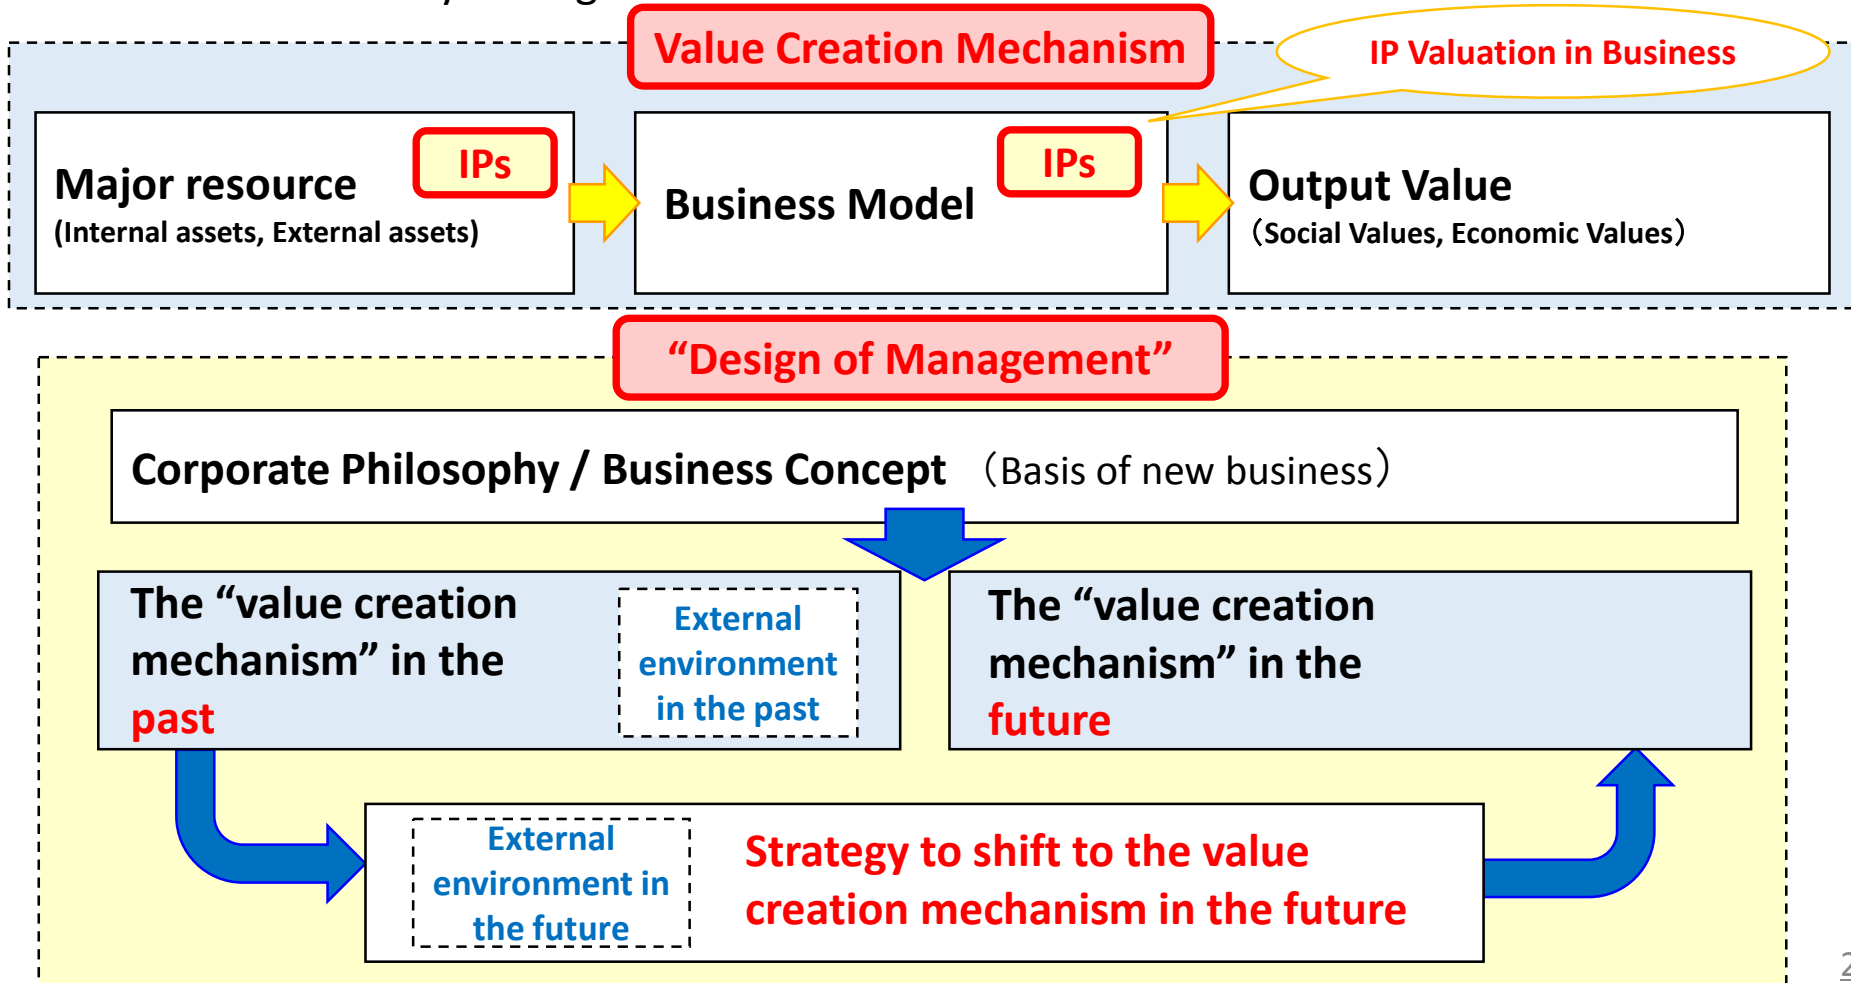 Value Creation Mechanism
IP Valuation in Business
IPs
Major resource
(Internal assets, External assets)
IPs
Business Model
Output Value
（Social Values, Economic Values）
“Design of Management”
Corporate Philosophy / Business Concept （Basis of new business）
The “value creation
mechanism” in the
past
External
environment
in the past
The “value creation
mechanism” in the
future
External
environment in
the future
Strategy to shift to the value
creation mechanism in the future
2